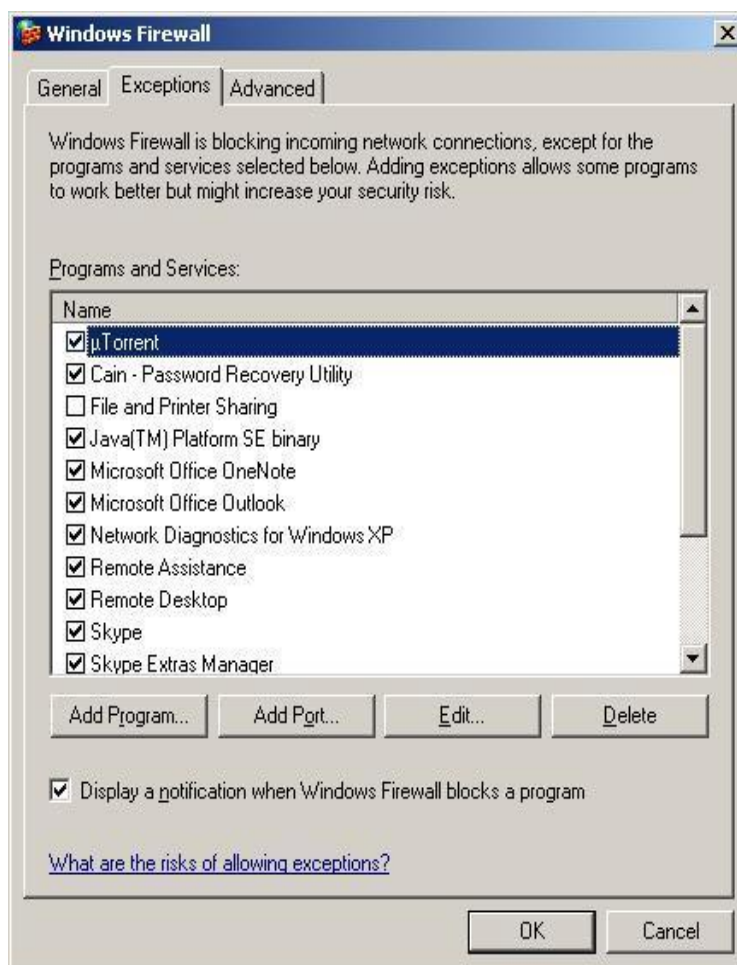 Windows Firewall
General Exceptions Advanced
Windows Firewall is blocking incoming network connections, except for the
programs and services selected below. Adding exceptions allows some programs
to work better but might increase your security risk.
Programs and Services:
Name
µTorrent
Cain - Password Recovery Utility
File and Printer Sharing
Java(TM) Platform SE binary
Microsoft Office OneNote
Microsoft Office Outlook
Network Diagnostics for Windows XP
Remote Assistance
Remote Desktop
Skype
Skype Extras Manager
Add Program... Add Port... Edit... Delete
Display a notification when Windows Firewall blocks a program
What are the risks of allowing exceptions?
OK Cancel